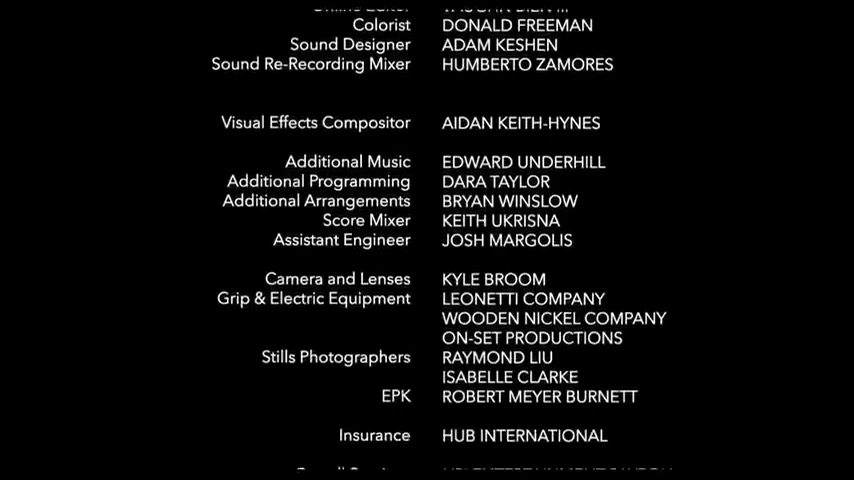 Colorist DONALD FREEMAN
Sound Designer ADAM KESHEN
Sound Re-Recording Mixer HUMBERTO ZAMORES
Visual Effects Compositor AIDAN KEITH-HYNES
Additional Music EDWARD UNDERHILL
Additional Programming DARA TAYLOR
Additional Arrangements BRYAN WINSLOW
Score Mixer KEITH UKRISNA
Assistant Engineer JOSH MARGOLIS
Camera and Lenses KYLE BROOM
Grip & Electric Equipment LEONETTI COMPANY
WOODEN NICKEL COMPANY
ON-SET PRODUCTIONS
Stills Photographers RAYMOND LIU
ISABELLE CLARKE
EPK ROBERT MEYER BURNETT
Insurance HUB INTERNATIONAL